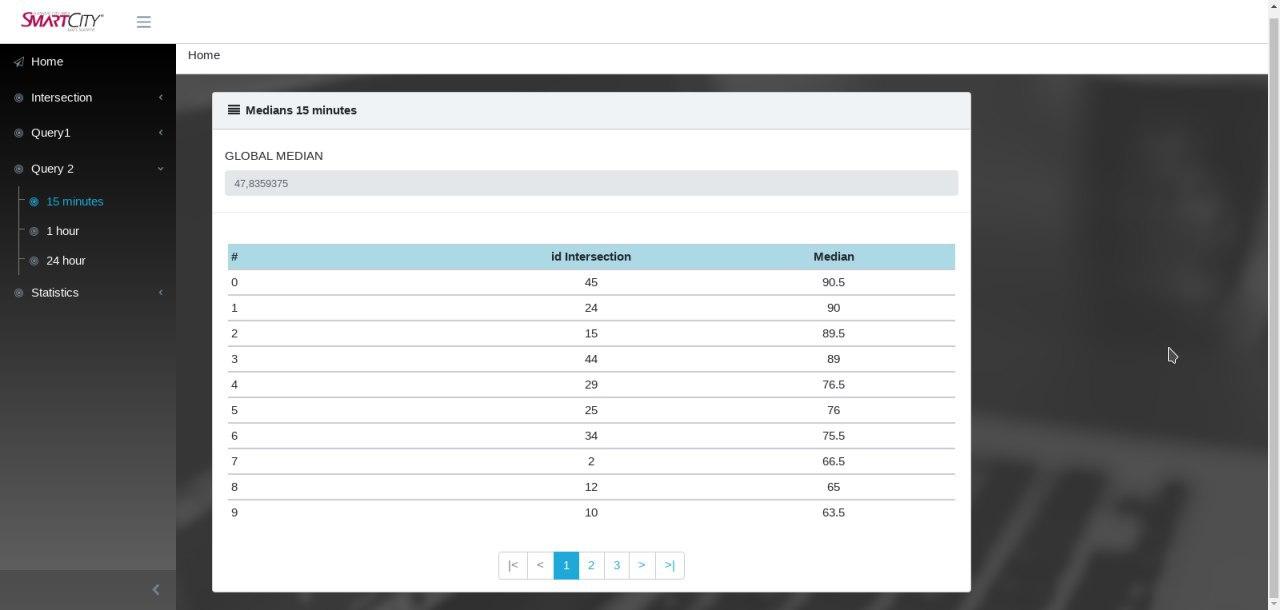 SMARTCITY
Home
Home
Intersection
Query1
Query 2
15 minutes
1 hour
24 hour
Statistics
Medians 15 minutes
GLOBAL MEDIAN
47,8359375
# id Intersection Median
0 45 90.5
1 24 90
2 15 89.5
3 44 89
4 29 76.5
5 25 76
6 34 75.5
7 2 66.5
8 12 65
9 10 63.5
|< < 1 2 3 > >|